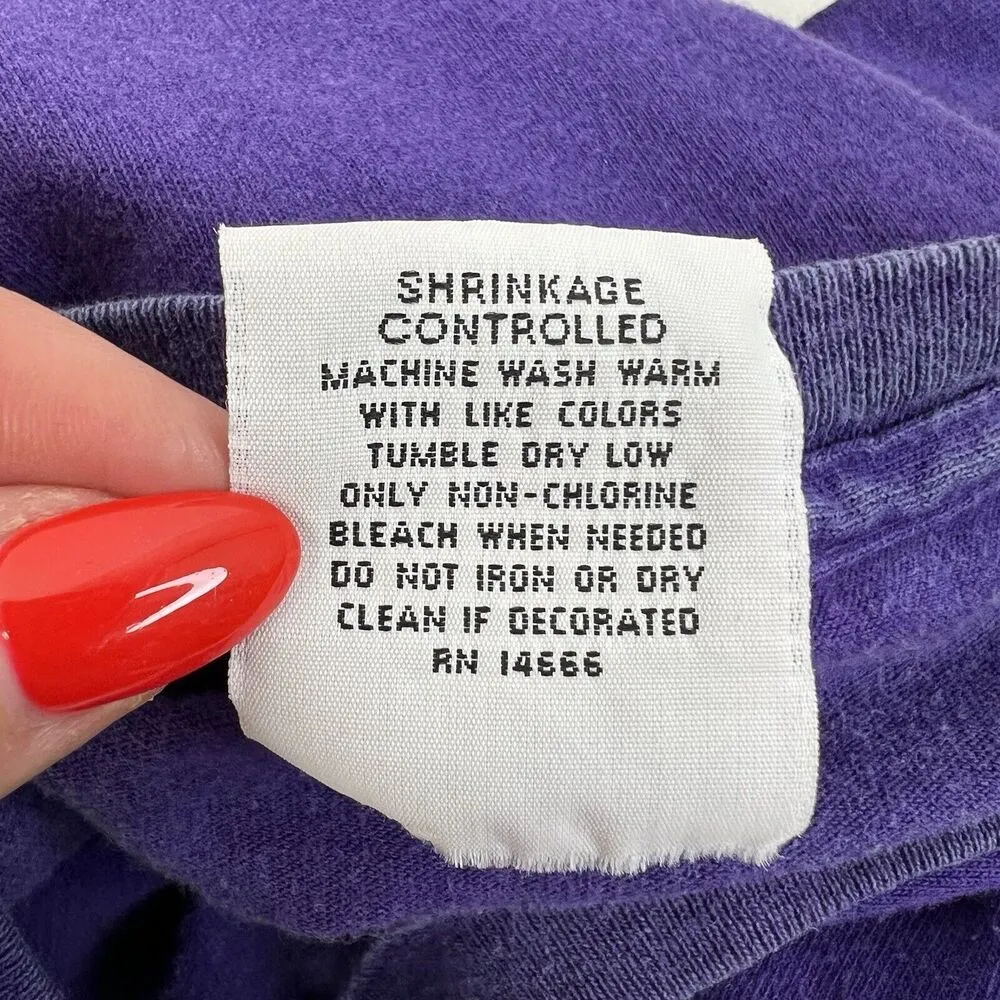 SHRINKAGE
CONTROLLED
MACHINE WASH WARM
WITH LIKE COLORS
TUMBLE DRY LOW
ONLY NON-CHLORINE
BLEACH WHEN NEEDED
DO NOT IRON OR DRY
CLEAN IF DECORATED
RN 14666